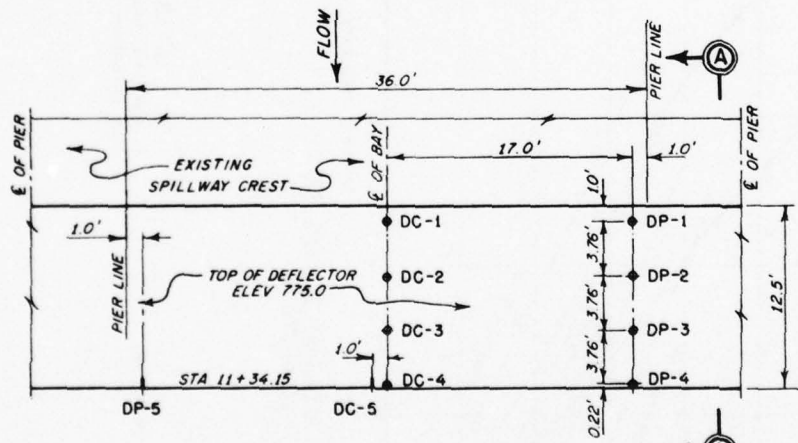 FLOW
A
36.0'
PIER LINE
℄ OF PIER
EXISTING
SPILLWAY CREST
℄ OF BAY
17.0'
1.0'
℄ OF PIER
1.0'
1.0'
DC-1
DP-1
3.76'
DC-2
DP-2
TOP OF DEFLECTOR
ELEV 775.0
PIER LINE
3.76'
12.5'
DC-3
DP-3
1.0'
3.76'
STA 11+34.15
DC-4
DP-4
DP-5
DC-5
0.22'